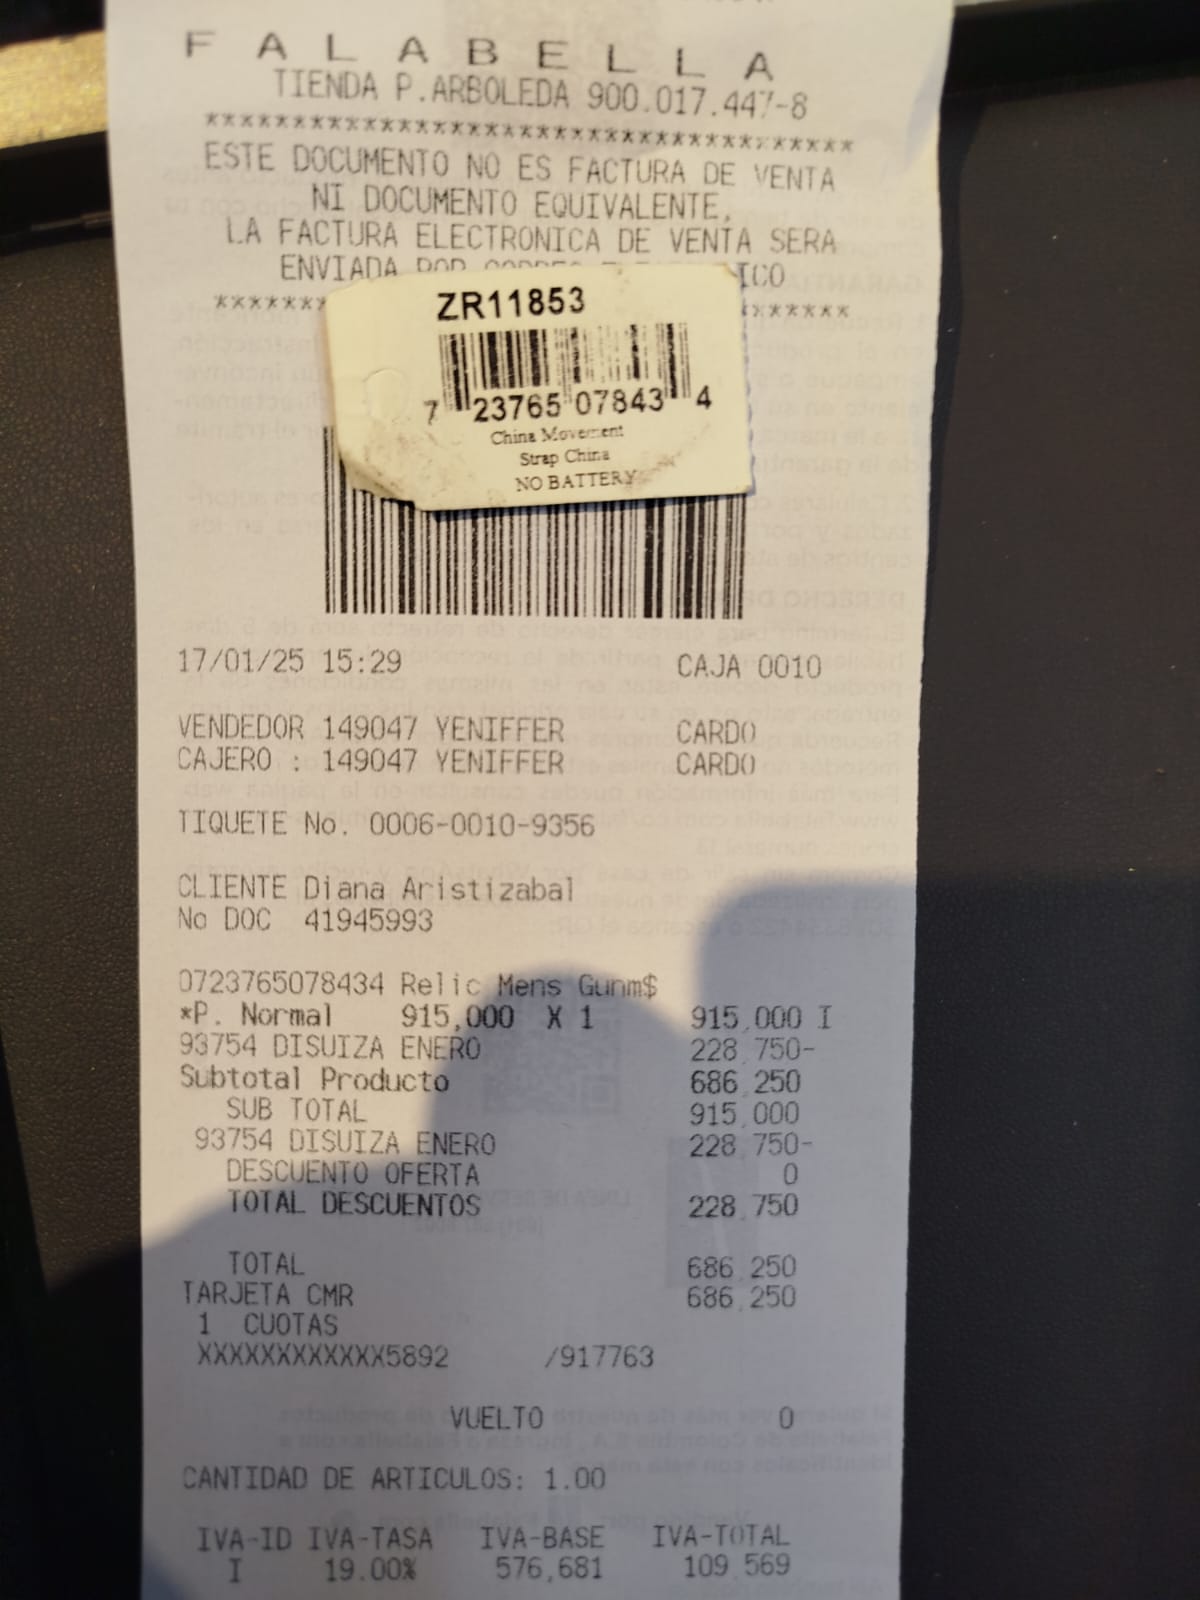 F A L A B E L L A
TIENDA P.ARBOLEDA 900.017.447-8
ESTE DOCUMENTO NO ES FACTURA DE VENTA
NI DOCUMENTO EQUIVALENTE,
LA FACTURA ELECTRONICA DE VENTA SERA
ENVIADA POR
ZR11853
7 23765 07843 4
China Movement
Strap China
NO BATTERY
17/01/25 15:29 CAJA 0010
VENDEDOR 149047 YENIFFER CARDO
CAJERO : 149047 YENIFFER CARDO
TIQUETE No. 0006-0010-9356
CLIENTE Diana Aristizabal
No DOC 41945993
0723765078434 Relic Mens Gunm$
*P. Normal 915,000 X 1 915,000 I
93754 DISUIZA ENERO 228,750-
Subtotal Producto 686,250
SUB TOTAL 915,000
93754 DISUIZA ENERO 228,750-
DESCUENTO OFERTA 0
TOTAL DESCUENTOS 228,750
TOTAL 686,250
TARJETA CMR 686,250
1 CUOTAS
XXXXXXXXXXXX5892 /917763
VUELTO 0
CANTIDAD DE ARTICULOS: 1.00
IVA-ID IVA-TASA IVA-BASE IVA-TOTAL
I 19.00% 576,681 109,569